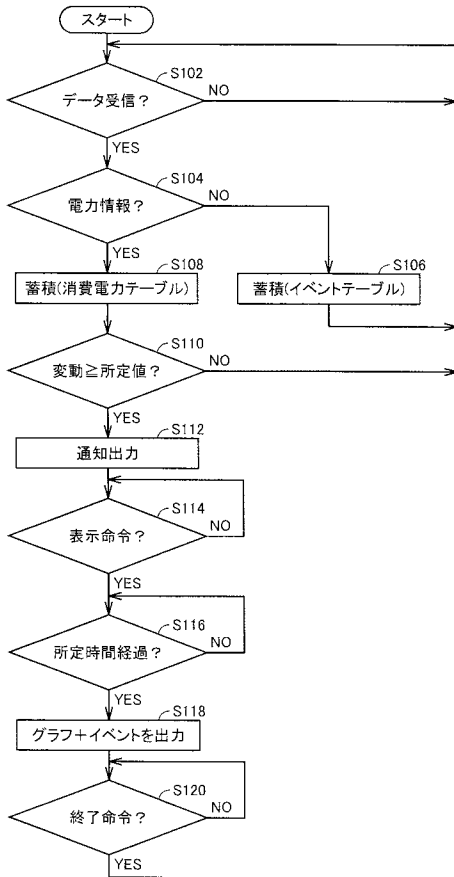 スタート
S102
データ受信?
NO
YES
S104
電力情報?
NO
YES
S108
蓄積(消費電力テーブル)
S106
蓄積(イベントテーブル)
S110
変動≧所定値?
NO
YES
S112
通知出力
S114
表示命令?
NO
YES
S116
所定時間経過?
NO
YES
S118
グラフ+イベントを出力
S120
終了命令?
NO
YES